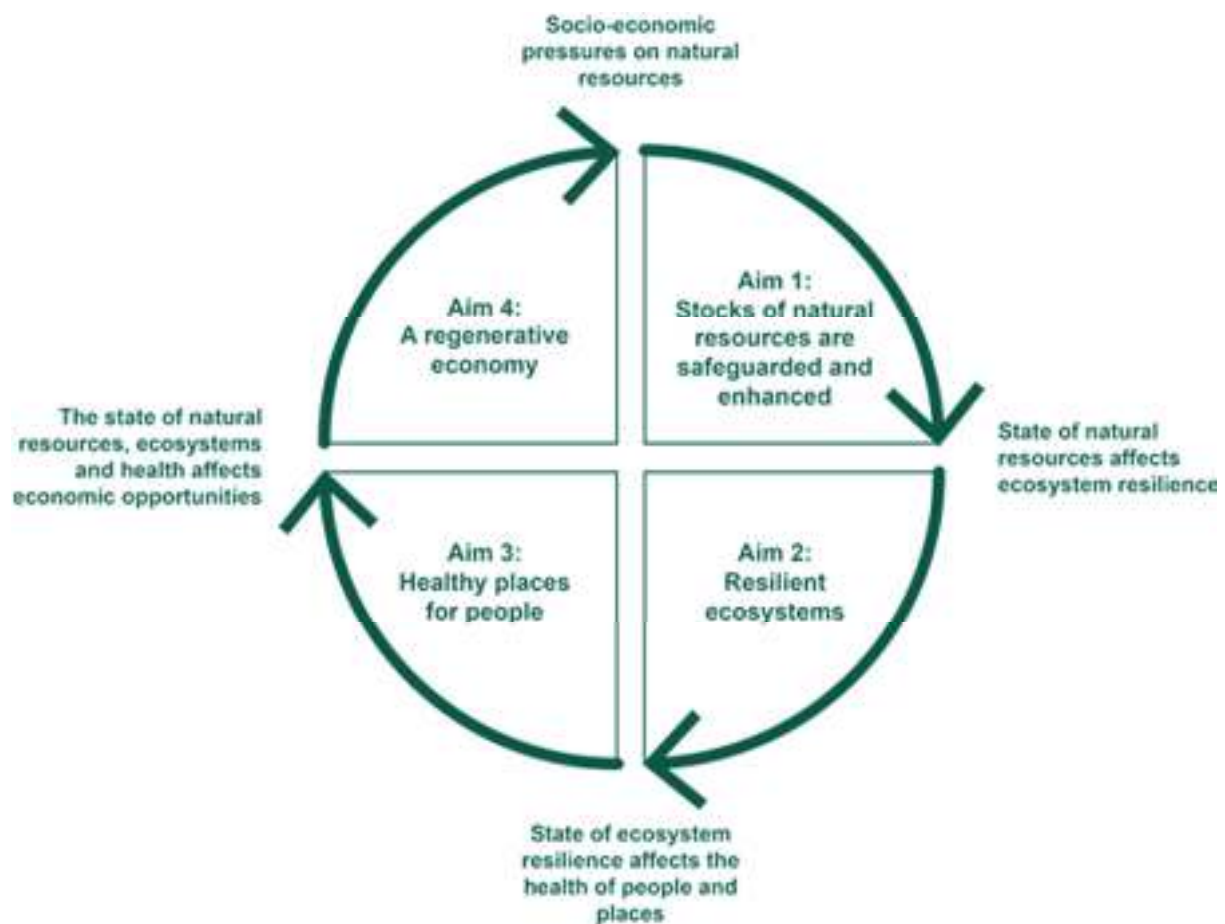 Socio-economic
pressures on natural
resources
Aim 4:
A regenerative
economy
Aim 1:
Stocks of natural
resources are
safeguarded and
enhanced
The state of natural
resources, ecosystems
and health affects
economic opportunities
State of natural
resources affects
ecosystem resilience
Aim 3:
Healthy places
for people
Aim 2:
Resilient
ecosystems
State of ecosystem
resilience affects the
health of people and
places